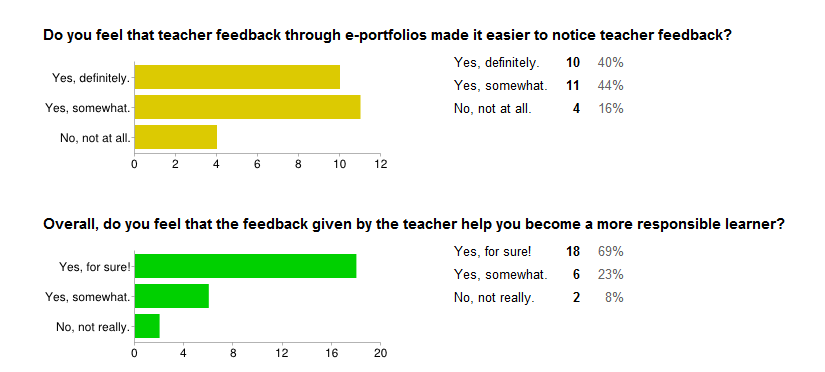 Do you feel that teacher feedback through e-portfolios made it easier to notice teacher feedback?
Yes, definitely.
Yes, somewhat.
No, not at all.
0 2 4 6 8 10 12
Yes, definitely. 10 40%
Yes, somewhat. 11 44%
No, not at all. 4 16%
Overall, do you feel that the feedback given by the teacher help you become a more responsible learner?
Yes, for sure!
Yes, somewhat.
No, not really.
0 4 8 12 16 20
Yes, for sure! 18 69%
Yes, somewhat. 6 23%
No, not really. 2 8%